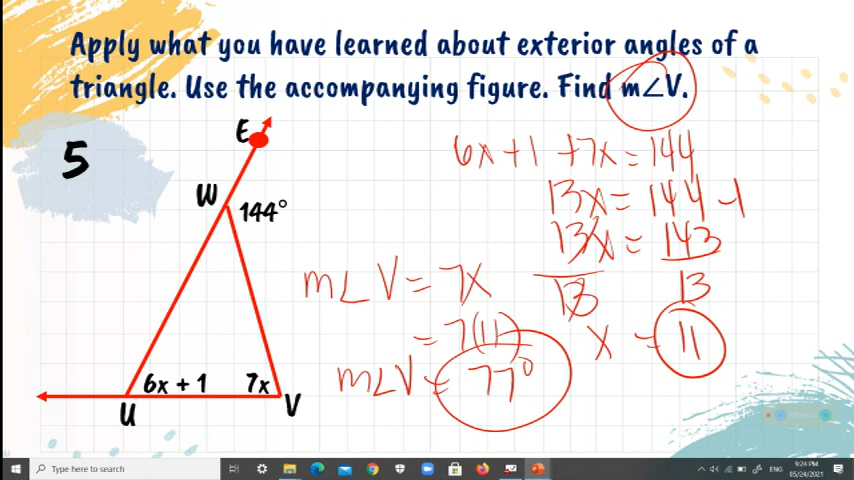 Apply what you have learned about exterior angles of a
triangle. Use the accompanying figure. Find m∠V.
5
E
W
144°
6x + 1
7x
U
V
6x+1 +7x=144
13x= 144 -1
13x = 143
13 13
x = 11
m∠V = 7x
= 7(11)
m∠V = 77°
Type here to search
ENG
9:24 PM
05/24/2021